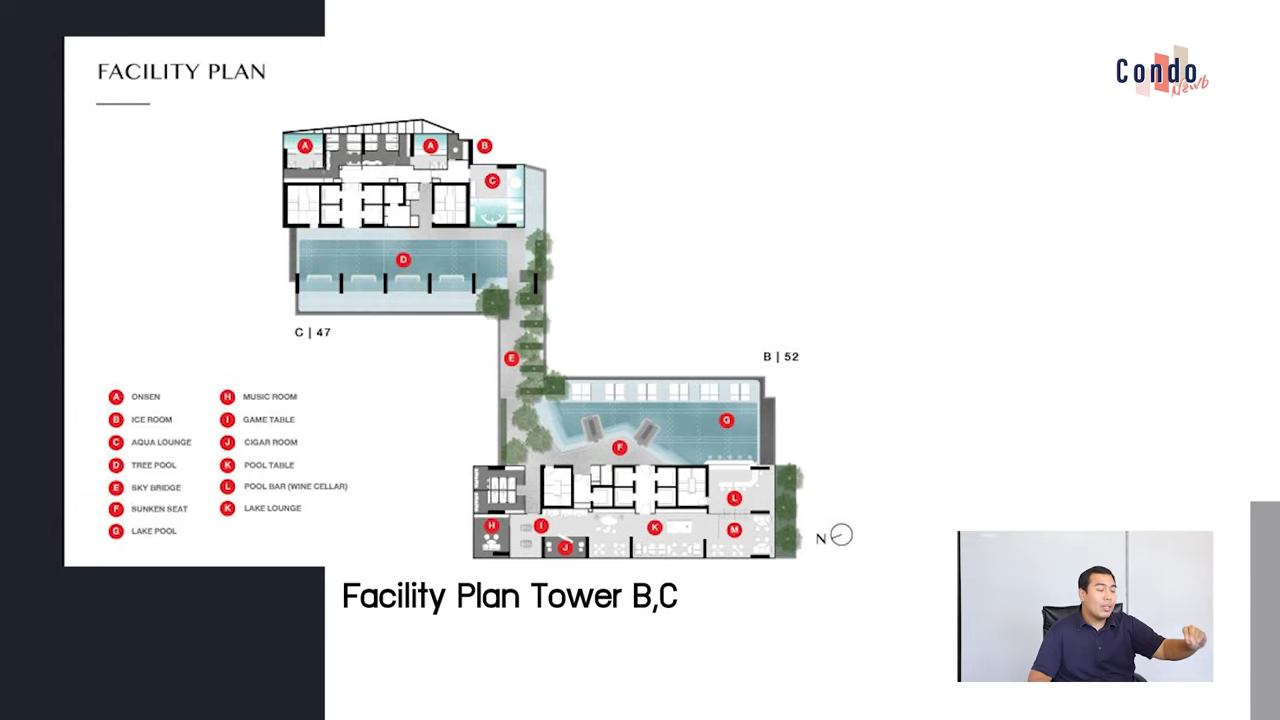 FACILITY PLAN
Condo
Newb
A
A
B
C
D
C | 47
E
B | 52
G
F
L
H
I
K
M
J
N
A ONSEN
B ICE ROOM
C AQUA LOUNGE
D TREE POOL
E SKY BRIDGE
F SUNKEN SEAT
G LAKE POOL
H MUSIC ROOM
I GAME TABLE
J CIGAR ROOM
K POOL TABLE
L POOL BAR (WINE CELLAR)
K LAKE LOUNGE
Facility Plan Tower B,C